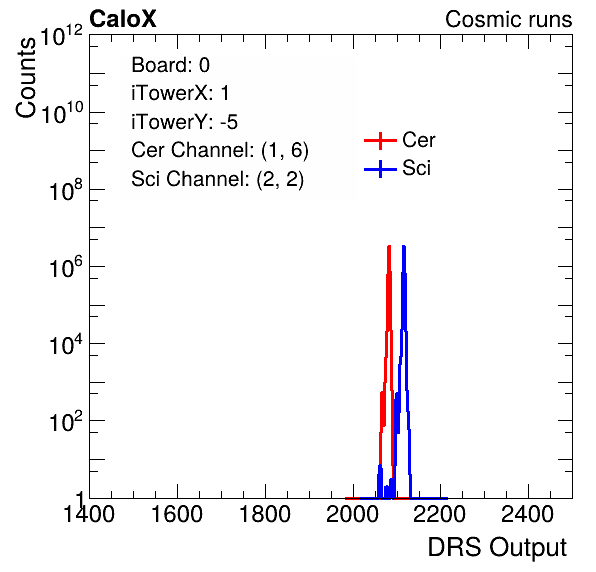 CaloX Cosmic runs
Counts
10^12
10^10
10^8
10^6
10^4
10^2
1
Board: 0
iTowerX: 1
iTowerY: -5
Cer Channel: (1, 6)
Sci Channel: (2, 2)
Cer
Sci
1400 1600 1800 2000 2200 2400
DRS Output